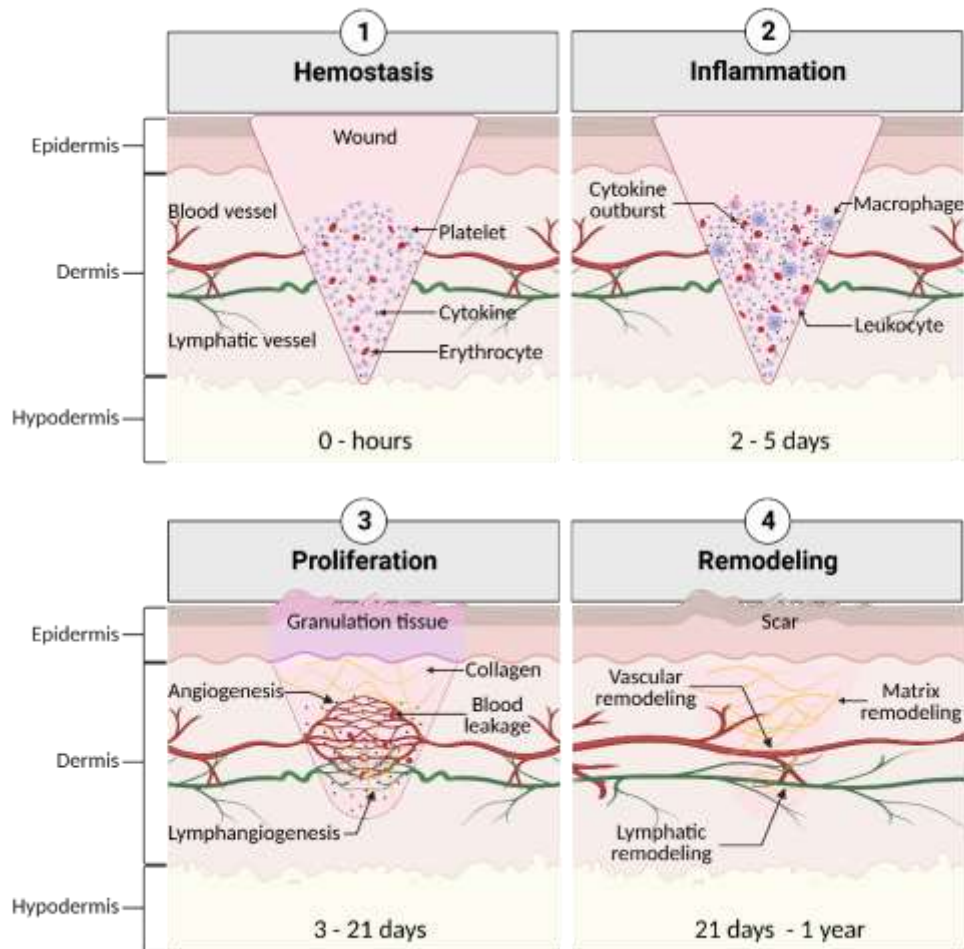 1
Hemostasis
Epidermis
Wound
Blood vessel
Platelet
Dermis
Cytokine
Lymphatic vessel
Erythrocyte
Hypodermis
0 - hours
2
Inflammation
Cytokine
outburst
Macrophage
Leukocyte
2 - 5 days
3
Proliferation
Epidermis
Granulation tissue
Collagen
Angiogenesis
Blood
leakage
Dermis
Lymphangiogenesis
Hypodermis
3 - 21 days
4
Remodeling
Scar
Vascular
remodeling
Matrix
remodeling
Lymphatic
remodeling
21 days - 1 year